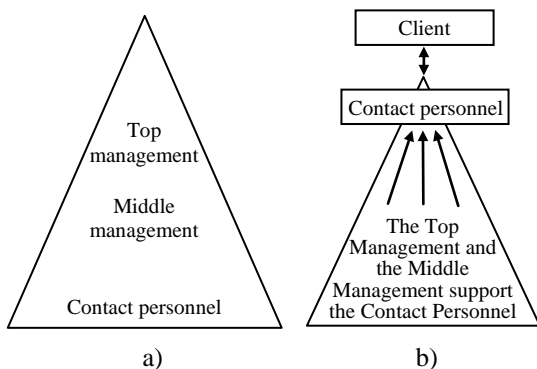 Top
management
Middle
management
Contact personnel
a)
Client
Contact personnel
The Top
Management and
the Middle
Management support
the Contact Personnel
b)